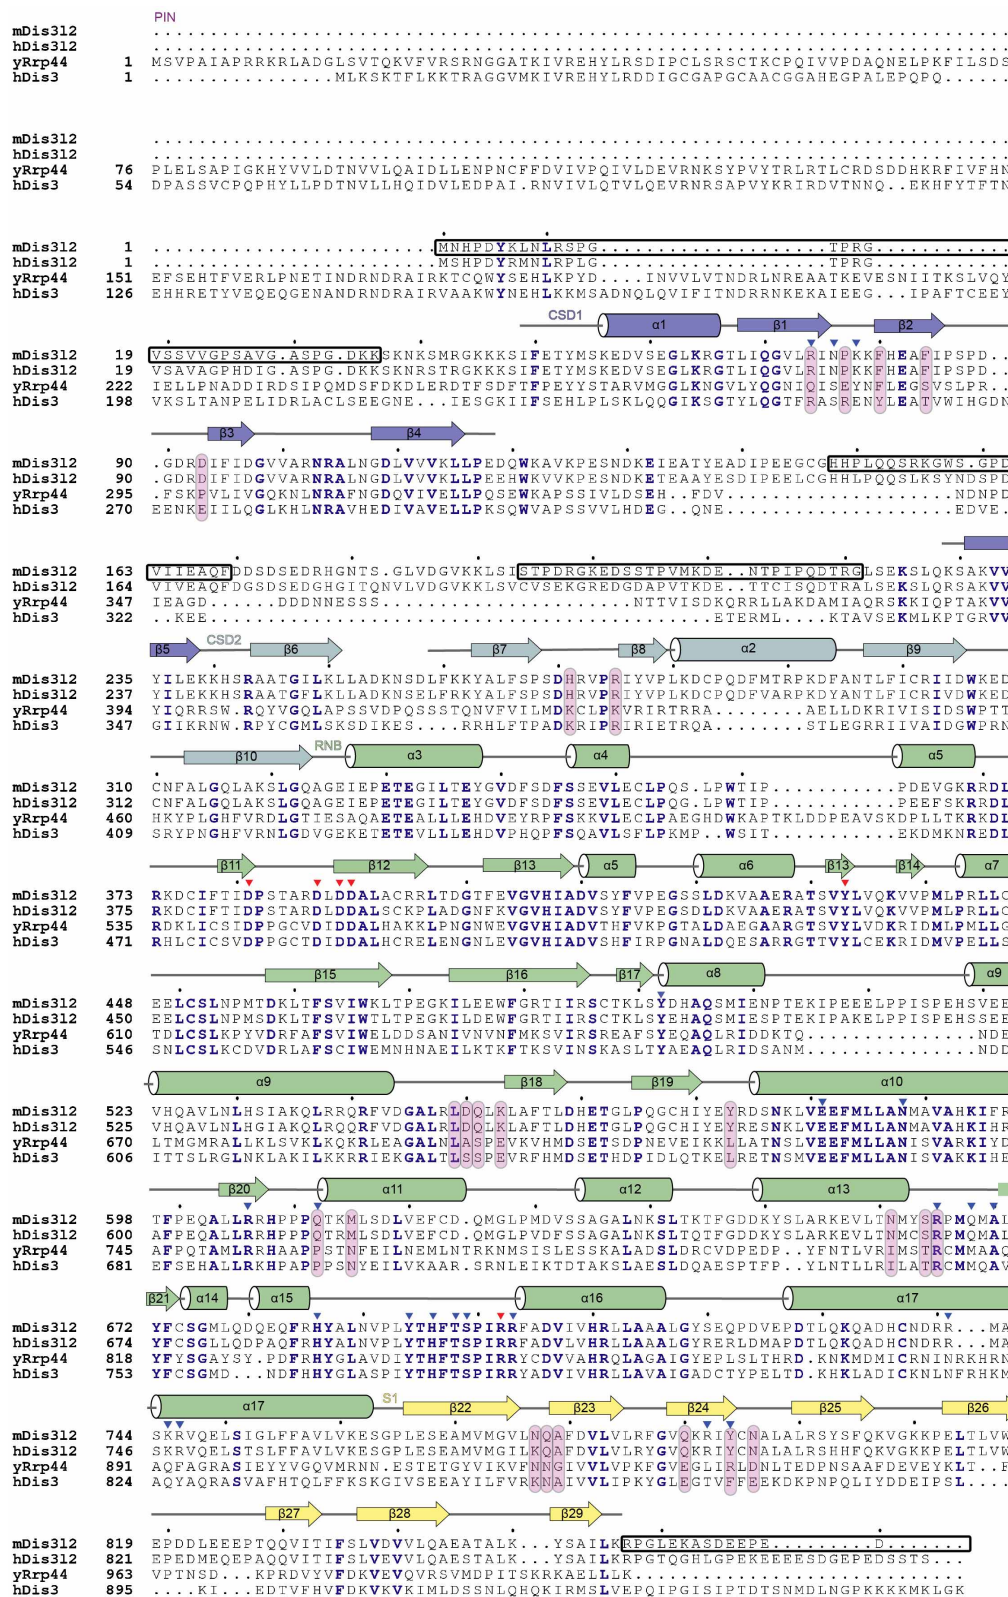 PIN
mDis3l2 ...........................................................................
hDis3l2 ...........................................................................
yRrp44 1 MSVPAIAPRRKRLADGLSVTQKVFVRSRNGGATKIVREHYLRSDIPCLSRSCTKCPQIVVPDAQNELPKFILSDS
hDis3 1 ................MLKSKTFLKKTRAGGVMKIVREHYLRDDIGCGAPGCAACGGAHEGPALEPQPQ......
mDis3l2 ...........................................................................
hDis3l2 ...........................................................................
yRrp44 76 PLELSAPIGKHYVVLDTNVVLQAIDLLENPNCFFDVIVPQIVLDEVRNKSYPVYTRLRTLCRDSDDHKRFIVFHN
hDis3 54 DPASSVCPQPHYLLPDTNVLLHQIDVLEDPAI.RNVIVLQTVLQEVRNRSAPVYKRIRDVTNNQ..EKHFYTFTN
mDis3l2 1 .........................MNHPDYKLNLRSPG....................TPRG............
hDis3l2 1 .........................MSHPDYRMNLRPLG....................TPRG............
yRrp44 151 EFSEHTFVERLPNETINDRNDRAIRKTCQWYSEHLKPYD....INVVLVTNDRLNREAATKEVESNIITKSLVQY
hDis3 126 EHHRETYVEQEQGENANDRNDRAIRVAAKWYNEHLKKMSADNQLQVIFITNDRRNKEKAIEEG...IPAFTCEEY
CSD1 α1 β1 β2
mDis3l2 19 VSSVVGPSAVG.ASPG.DKKSKNKSMRGKKKSIFETYMSKEDVSEGLKRGTLIQGVLRINPKKFHEAFIPSPD..
hDis3l2 19 VSAVAGPHDIG.ASPG.DKKSKNRSTRGKKKSIFETYMSKEDVSEGLKRGTLIQGVLRINPKKFHEAFIPSPD..
yRrp44 222 IELLPNADDIRDSIPQMDSFDKDLERDTFSDFTFPEYYSTARVMGGLKNGVLYQGNIQISEYNFLEGSVSLPR..
hDis3 198 VKSLTANPELIDRLACLSEEGNE...IESGKIIFSEHLPLSKLQQGIKSGTYLQGTFRASRENYLEATVWIHGDN
β3 β4
mDis3l2 90 .GDRDIFIDGVVARNRALNGDLVVVKLLPEDQWKAVKPESNDKEIEATYEADIPEEGCGHHPLQQSRKGWS.GPD
hDis3l2 90 .GDRDIFIDGVVARNRALNGDLVVVKLLPEEHWKVVKPESNDKETEAAYESDIPEELCGHHLPQQSLKSYNDSPD
yRrp44 295 .FSKPVLIVGQKNLNRAFNGDQVIVELLPQSEWKAPSSIVLDSEH.FDV....................NDNPD
hDis3 270 EENKEIILQGLKHLNRAVHEDIVAVELLPKSQWVAPSSVVLHDEG.QNE....................EDVE.
mDis3l2 163 VIIEAQFDDSDSEDRHGNTS.GLVDGVKKLSISTPDRGKEDSSTPVMKDE..NTPIPQDTRGLSEKSLQKSAKVV
hDis3l2 164 VIVEAQFDGSDSEDGHGITQNVLVDGVKKLSVCVSEKGREDGDAPVTKDE..TTCISQDTRALSEKSLQRSAKVV
yRrp44 347 IEAGD......DDDNNESSS......................NTTVISDKQRRLLAKDAMIAQRSKKIQPTAKVV
hDis3 322 ..KEE............................................ETERML....KTAVSEKMLKPTGRVV
β5 CSD2 β6 β7 β8 α2 β9
mDis3l2 235 YILEKKHSRAATGILKLLADKNSDLFKKYALFSPSDHRVPRIYVPLKDCPQDFMTRPKDFANTLFICRIIDWKED
hDis3l2 237 YILEKKHSRAATGFLKLLADKNSELFRKYALFSPSDHRVPRIYVPLKDCPQDFVARPKDYANTLFICRIVDWKED
yRrp44 394 YIQRRSW.RQYVGQLAPSSVDPQSSSTQNVFVILMDKCLPKVRIRTRRA.....AELLDKRIVISIDSWPTT
hDis3 347 GIIKRNW.RPYCGMLSKSDIKES....RRHLFTPADKRIPRIRIETRQA......STLEGRRIIVAIDGWPRN
β10 RNB α3 α4 α5
mDis3l2 310 CNFALGQLAKSLGQAGEIEPETEGILTEYGVDFSDFSSEVLECLPQS.LPWTIP........PEEVGKRRDL
hDis3l2 312 CNFALGQLAKSLGQAGEIEPETEGILTEYGVDFSDFSSEVLECLPQG.LPWTIP........PEEFSKRRDL
yRrp44 460 HKYPLGHFVRDLGTIESAQAETEALLLEHDVEYRPFSKKVLECLPAEGHDWKAPTKLDDPEAVSKDPLLTKRKDL
hDis3 409 SRYPNGHFVRNLGDVGEKETETEVLLLEHDVPHQPFSQAVLSFLPKMP..WSIT........EKDMKNREDL
β11 β12 β13 α5 α6 β13 β14 α7
mDis3l2 373 RKDCIFTIDPSTARDLDDALACRRLTDGTFEVGVHIADVSYFVPEGSSLDKVAAERATSVYLVQKVVPMLPRLLC
hDis3l2 375 RKDCIFTIDPSTARDLDDALSCKPLADGNFKVGVHIADVSYFVPEGSDLDKVAAERATSVYLVQKVVPMLPRLLC
yRrp44 535 RDKLICSIDPPGCVDIDDALHAKKLPNGNWEVGVHIADVTHFVKPGTALDAEGAARGTSVYLVDKRIDMLPMLLG
hDis3 471 RHLCICSVDPPGCTDIDDALHCRELENGNLEVGVHIADVSHFIRPGNALDQESARRGTTVYLCEKRIDMVPELLS
β15 β16 β17 α8 α9
mDis3l2 448 EELCSLNPMTDKLTFSVIWKLTPEGKILEEWFGRTIIRSCTKLSYDHAQSMIENPTEKIPEEELPPISPEHSVEE
hDis3l2 450 EELCSLNPMSDKLTFSVIWTLTPEGKILDEWFGRTIIRSCTKLSYEHAQSMIESPTEKIPAKELPPISPEHSSEE
yRrp44 610 TDLCSLKPYVDRFAFSVIWELDDSANIVNVNFMKSVIRSREAFSYEQAQLRIDDKTQ...............NDE
hDis3 546 SNLCSLKCDVDRLAFSCIWEMNHNAEILKTKFTKSVINSKASLTYAEAQLRIDSANM...............NDD
α9 β18 β19 α10
mDis3l2 523 VHQAVLNLHSIAKQLRRQRFVDGALRLDQLKLAFTLDHETGLPQGCHIYEYRDSNKLVEEFMLLANMAVAHKIFR
hDis3l2 525 VHQAVLNLHGIAKQLRQQRFVDGALRLDQLKLAFTLDHETGLPQGCHIYEYRESNKLVEEFMLLANMAVAHKIHR
yRrp44 670 LTMGMRALLKLSVKLKQKRLEAGALNLASPEVKVHMDSETSDPNEVEIKKLLATNSLVEEFMLLANISVARKIYD
hDis3 606 ITTSLRGLNKLAKILKKRRIEKGALTLSSPEVRFHMDSETHDPIDLQTKELRETNSMVEEFMLLANISVAKKIHE
β20 α11 α12 α13
mDis3l2 598 TFPEQALLRRHPPPQTKMLSDLVEFCD.QMGLPMDVSSAGALNKSLTKTFGDDKYSLARKEVLTNMYSRPMQMAL
hDis3l2 600 AFPEQALLRRHPPPQTRMLSDLVEFCD.QMGLPVDFSSAGALNKSLTQTFGDDKYSLARKEVLTNMCSRPMQMAL
yRrp44 745 AFPQTAMLRRHAAPPSTNFEILNEMLNTRKNMSISLESSKALADSLDRCVDPEDP..YFNTLVRIMSTRCMMAAQ
hDis3 681 EFSEHALLRKHPAPPPSNYEILVKAAR.SRNLEIKTDTAKSLAESLDQAESPTFP..YLNTLLRILATRCMMQAV
β21 α14 α15 α16 α17
mDis3l2 672 YFCSGMLQDQEQFRHYALNVPLYTHFTSPIRRFADVIVHRLLAAALGYSEQPDVEPDTLQKQADHCNDRR...MA
hDis3l2 674 YFCSGLLQDPAQFRHYALNVPLYTHFTSPIRRFADVLVHRLLAAALGYRERLDMAPDTLQKQADHCNDRR...MA
yRrp44 818 YFYSGAYSY.PDFRHYGLAVDIYTHFTSPIRRYCDVVAHRQLAGAIGYEPLSLTHRD.KNKMDMICRNINRKHRN
hDis3 753 YFCSGMD...NDFHHYGLASPIYTHFTSPIRRYADVIVHRLLAVAIGADCTYPELTD.KHKLADICKNLNFRHKM
α17 S1 β22 β23 β24 β25 β26
mDis3l2 744 SKRVQELSIGLFFAVLVKESGPLESEAMVMGVLNQAFDVLVLRFGVQKRIYCNALALRSYSFQKVGKKPELTLVW
hDis3l2 746 SKRVQELSTSLFFAVLVKESGPLESEAMVMGILKQAFDVLVLRYGVQKRIYCNALALRSHHFQKVGKKPELTLVW
yRrp44 891 AQFAGRASIEYYVGQVMRNN.ESTETGYVIKVFNNGIVVLVPKFGVEGLIRLDNLTEDPNSAAFDEVEYKLT..F
hDis3 824 AQYAQRASVAFHTQLFFKSKGIVSEEAYILFVRKNAIVVLIPKYGLEGTVFFEEKDKPNPQLIYDDEIPSL...
β27 β28 β29
mDis3l2 819 EPDDLEEEPTQQVITIFSLVDVVLQAEATALK...YSAILKRPGLEKASDEEPE.........D.......
hDis3l2 821 EPEDMEQEPAQQVITIFSLVEVVLQAESTALK...YSAILKRPGTQGHLGPEKEEEESDGEPEDSSTS...
yRrp44 963 VPTNSD....KPRDVYVFDKVEVQVRSVMDPITSKRKAELLLK............................
hDis3 895 ....KI...EDTVFHVFDKVKVKIMLDSSNLQHQKIRMSLVEPQIPGISIPTDTSNMDLNGPKKKKMKLGK